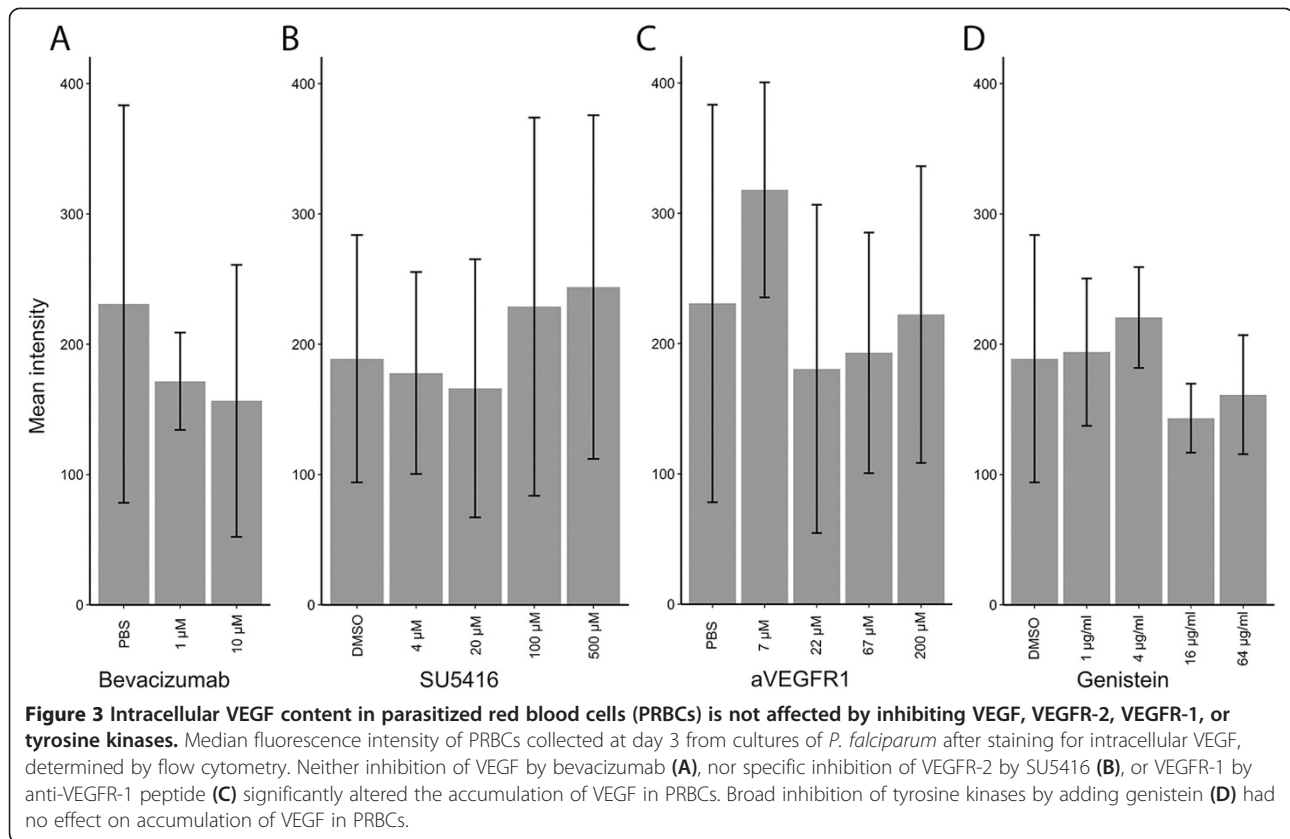 A
B
C
D
Mean intensity
400
300
200
100
0
PBS
1 µM
10 µM
Bevacizumab
400
300
200
100
0
DMSO
4 µM
20 µM
100 µM
500 µM
SU5416
400
300
200
100
0
PBS
7 µM
22 µM
67 µM
200 µM
aVEGFR1
400
300
200
100
0
DMSO
1 µg/ml
4 µg/ml
16 µg/ml
64 µg/ml
Genistein
Figure 3 Intracellular VEGF content in parasitized red blood cells (PRBCs) is not affected by inhibiting VEGF, VEGFR-2, VEGFR-1, or
tyrosine kinases. Median fluorescence intensity of PRBCs collected at day 3 from cultures of P. falciparum after staining for intracellular VEGF,
determined by flow cytometry. Neither inhibition of VEGF by bevacizumab (A), nor specific inhibition of VEGFR-2 by SU5416 (B), or VEGFR-1 by
anti-VEGFR-1 peptide (C) significantly altered the accumulation of VEGF in PRBCs. Broad inhibition of tyrosine kinases by adding genistein (D) had
no effect on accumulation of VEGF in PRBCs.